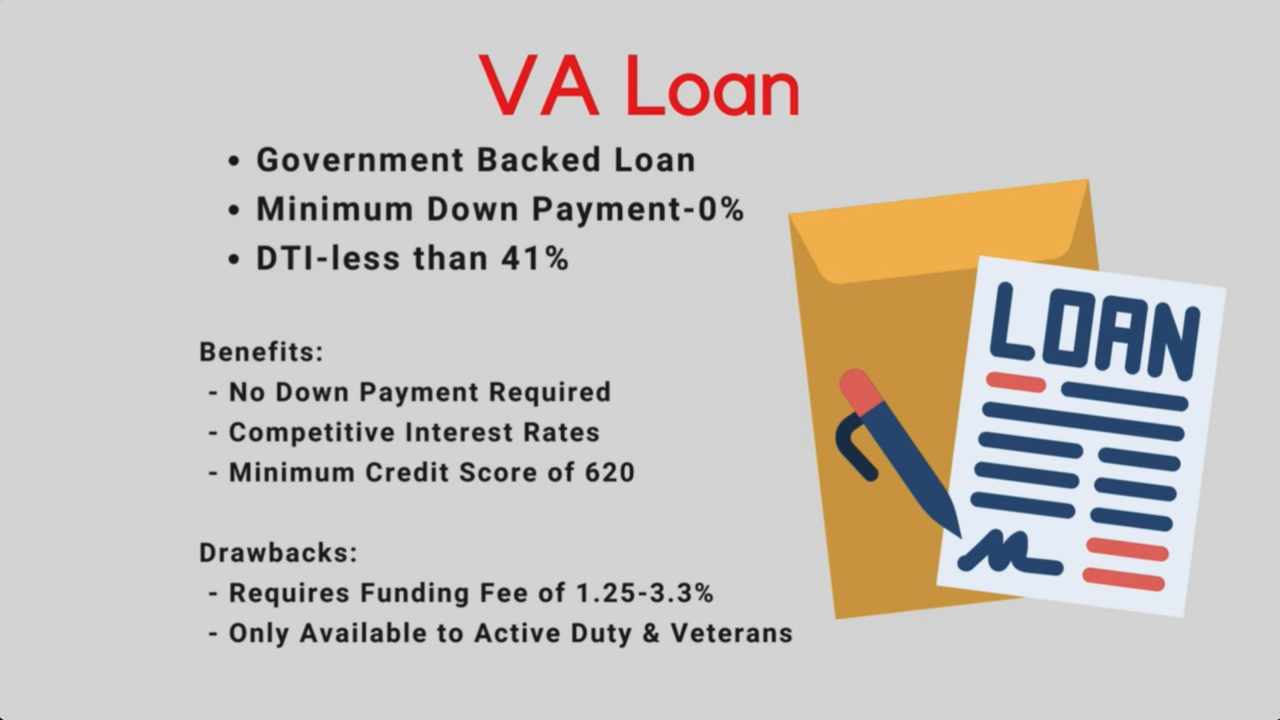 VA Loan
• Government Backed Loan
• Minimum Down Payment-0%
• DTI-less than 41%
Benefits:
- No Down Payment Required
- Competitive Interest Rates
- Minimum Credit Score of 620
Drawbacks:
- Requires Funding Fee of 1.25-3.3%
- Only Available to Active Duty & Veterans
LOAN